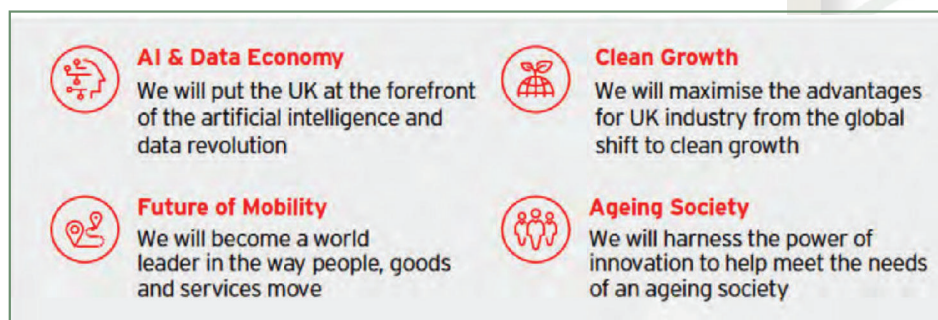 AI & Data Economy
We will put the UK at the forefront
of the artificial intelligence and
data revolution
Clean Growth
We will maximise the advantages
for UK industry from the global
shift to clean growth
Future of Mobility
We will become a world
leader in the way people, goods
and services move
Ageing Society
We will harness the power of
innovation to help meet the needs
of an ageing society